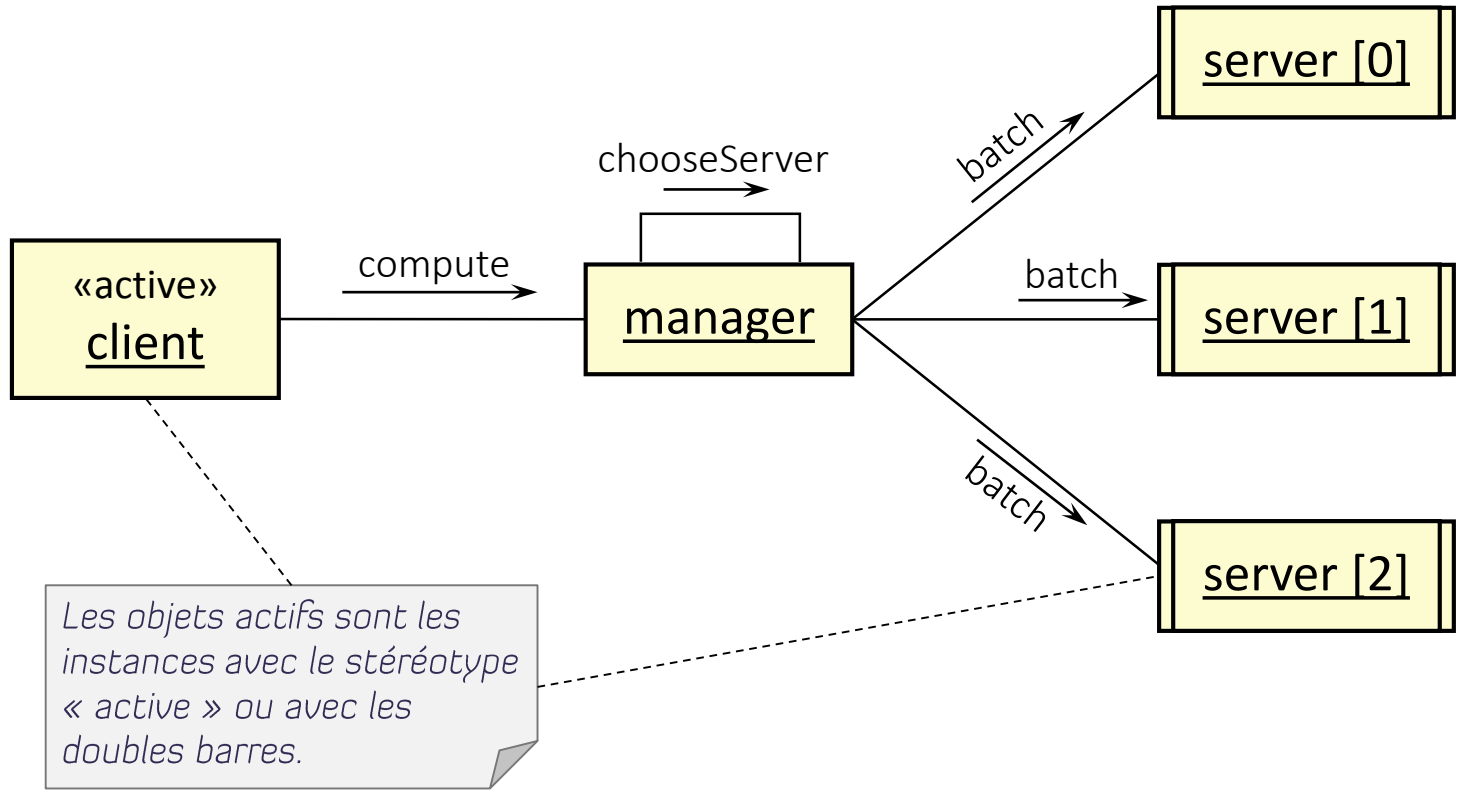 server [0]
batch
chooseServer
«active»
client
compute
manager
batch
server [1]
batch
server [2]
Les objets actifs sont les
instances avec le stéréotype
« active » ou avec les
doubles barres.